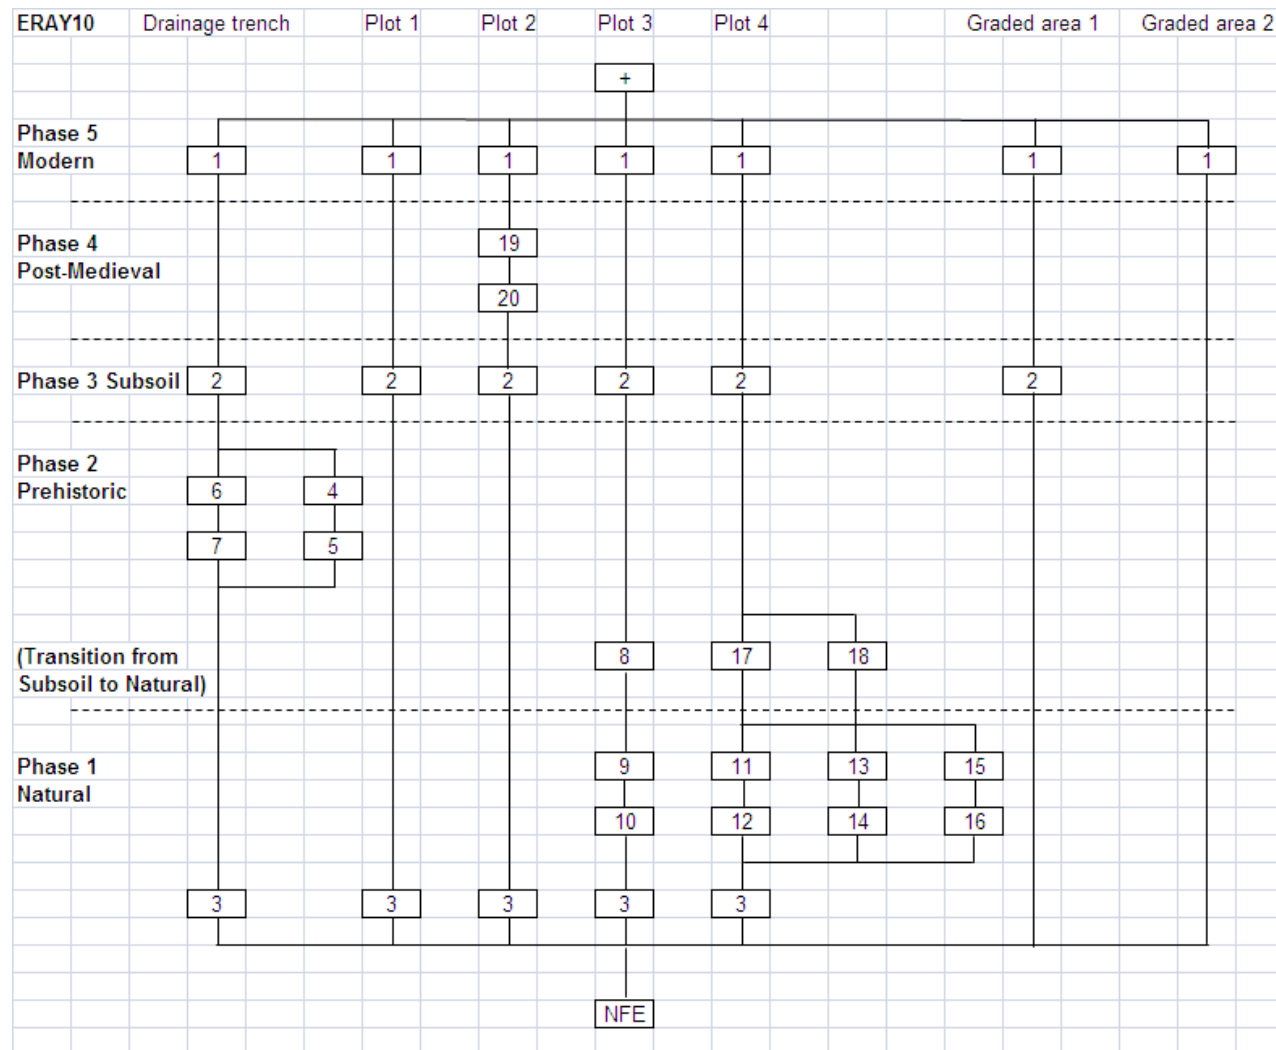 ERAY10 Drainage trench Plot 1 Plot 2 Plot 3 Plot 4 Graded area 1 Graded area 2
+
Phase 5
Modern 1 1 1 1 1 1 1
Phase 4 19
Post-Medieval
20
Phase 3 Subsoil 2 2 2 2 2 2
Phase 2
Prehistoric 6 4
7 5
(Transition from 8 17 18
Subsoil to Natural)
Phase 1 9 11 13 15
Natural
10 12 14 16
3 3 3 3 3
NFE